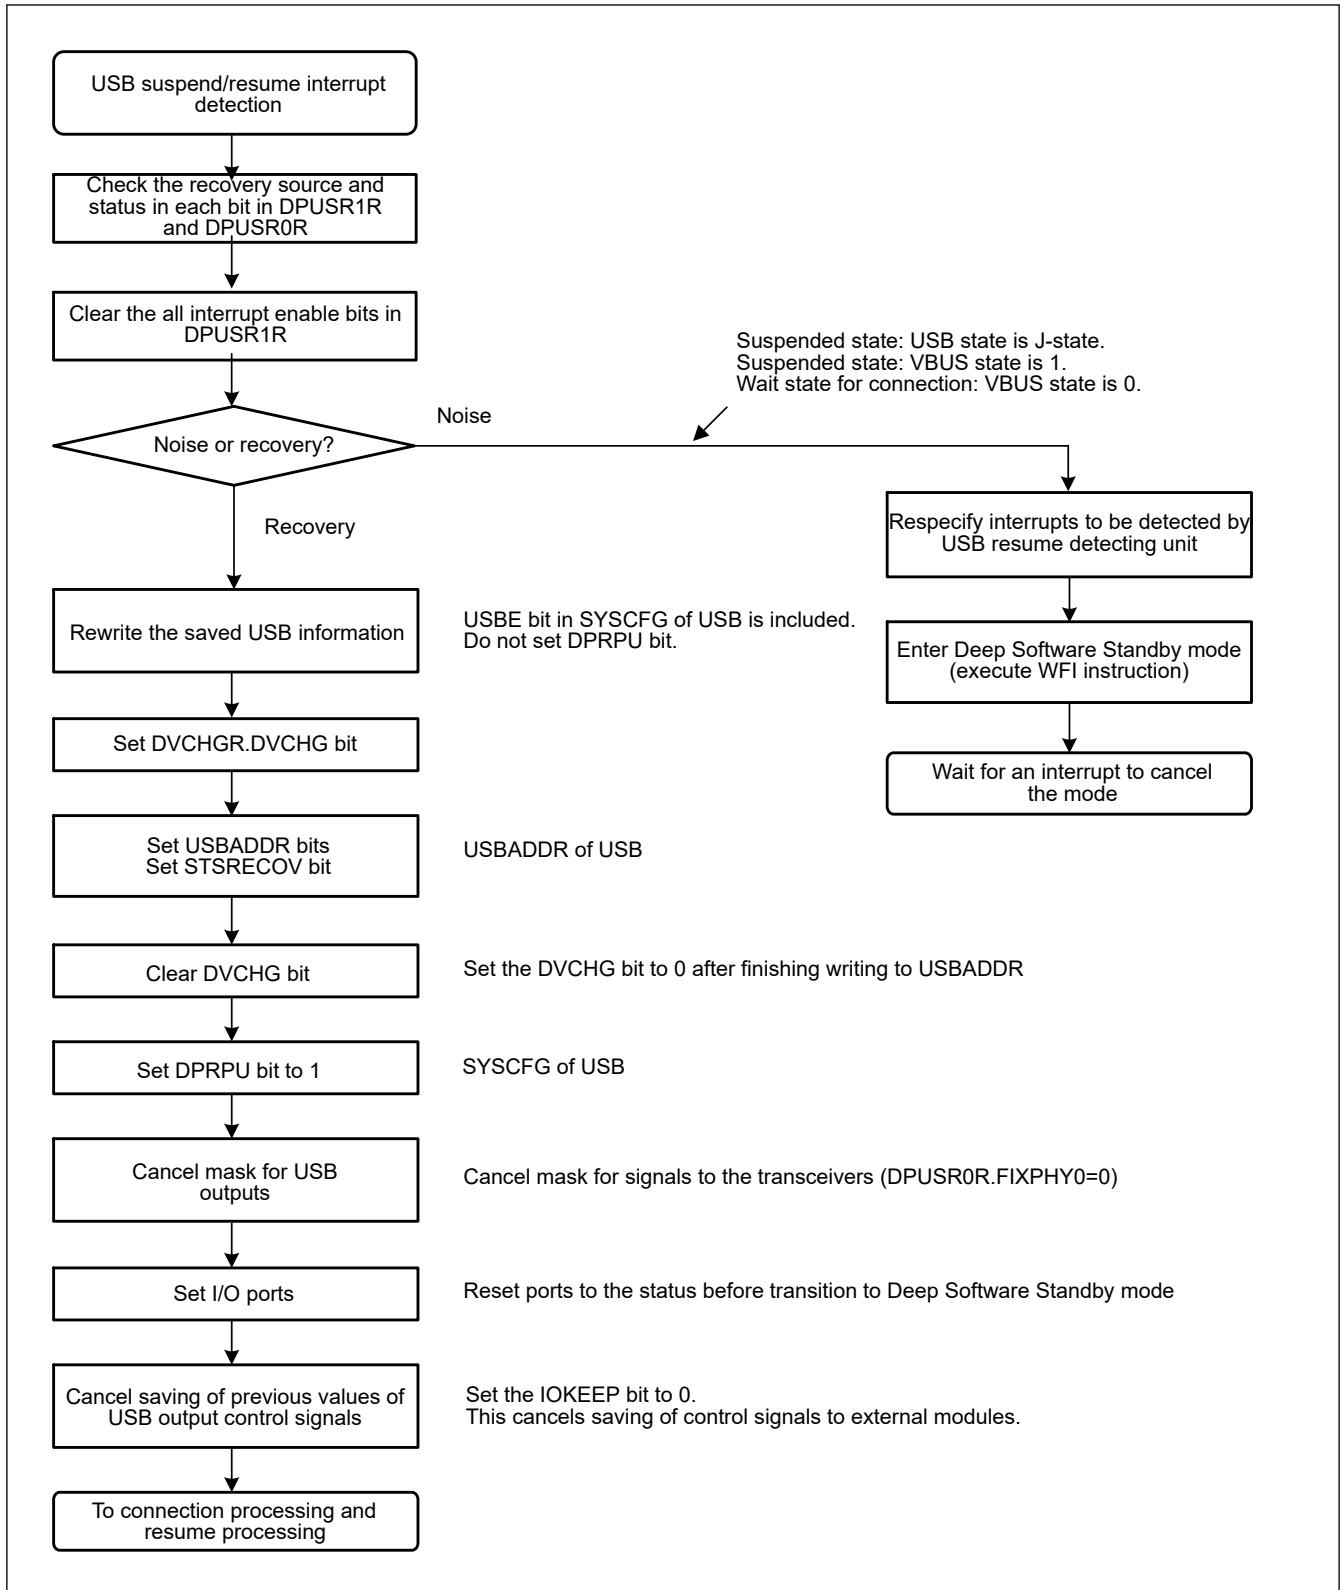 USB suspend/resume interrupt
detection
Check the recovery source and
status in each bit in DPUSR1R
and DPUSR0R
Clear the all interrupt enable bits in
DPUSR1R
Suspended state: USB state is J-state.
Suspended state: VBUS state is 1.
Wait state for connection: VBUS state is 0.
Noise
Noise or recovery?
Recovery
Respecify interrupts to be detected by
USB resume detecting unit
Rewrite the saved USB information
USBE bit in SYSCFG of USB is included.
Do not set DPRPU bit.
Enter Deep Software Standby mode
(execute WFI instruction)
Set DVCHGR.DVCHG bit
Wait for an interrupt to cancel
the mode
Set USBADDR bits
Set STSRECOV bit
USBADDR of USB
Clear DVCHG bit
Set the DVCHG bit to 0 after finishing writing to USBADDR
Set DPRPU bit to 1
SYSCFG of USB
Cancel mask for USB
outputs
Cancel mask for signals to the transceivers (DPUSR0R.FIXPHY0=0)
Set I/O ports
Reset ports to the status before transition to Deep Software Standby mode
Cancel saving of previous values of
USB output control signals
Set the IOKEEP bit to 0.
This cancels saving of control signals to external modules.
To connection processing and
resume processing